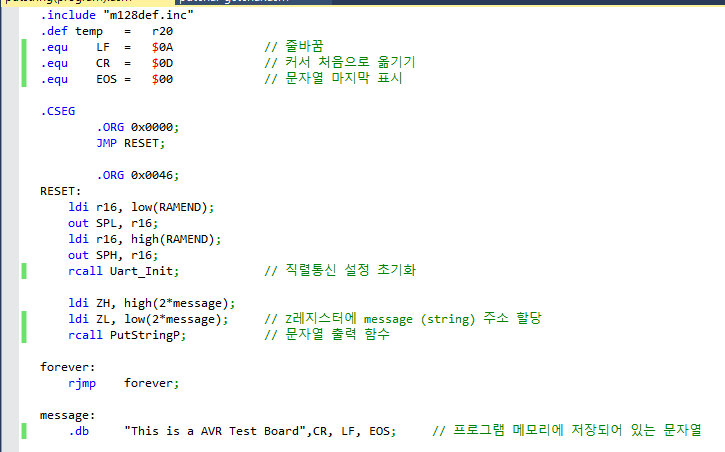 .include "m128def.inc"
.def temp = r20
.equ LF = $0A // 줄바꿈
.equ CR = $0D // 커서 처음으로 옮기기
.equ EOS = $00 // 문자열 마지막 표시
.CSEG
.ORG 0x0000;
JMP RESET;
.ORG 0x0046;
RESET:
ldi r16, low(RAMEND);
out SPL, r16;
ldi r16, high(RAMEND);
out SPH, r16;
rcall Uart_Init; // 직렬통신 설정 초기화
ldi ZH, high(2*message);
ldi ZL, low(2*message); // Z레지스터에 message (string) 주소 할당
rcall PutStringP; // 문자열 출력 함수
forever:
rjmp forever;
message:
.db "This is a AVR Test Board",CR, LF, EOS; // 프로그램 메모리에 저장되어 있는 문자열